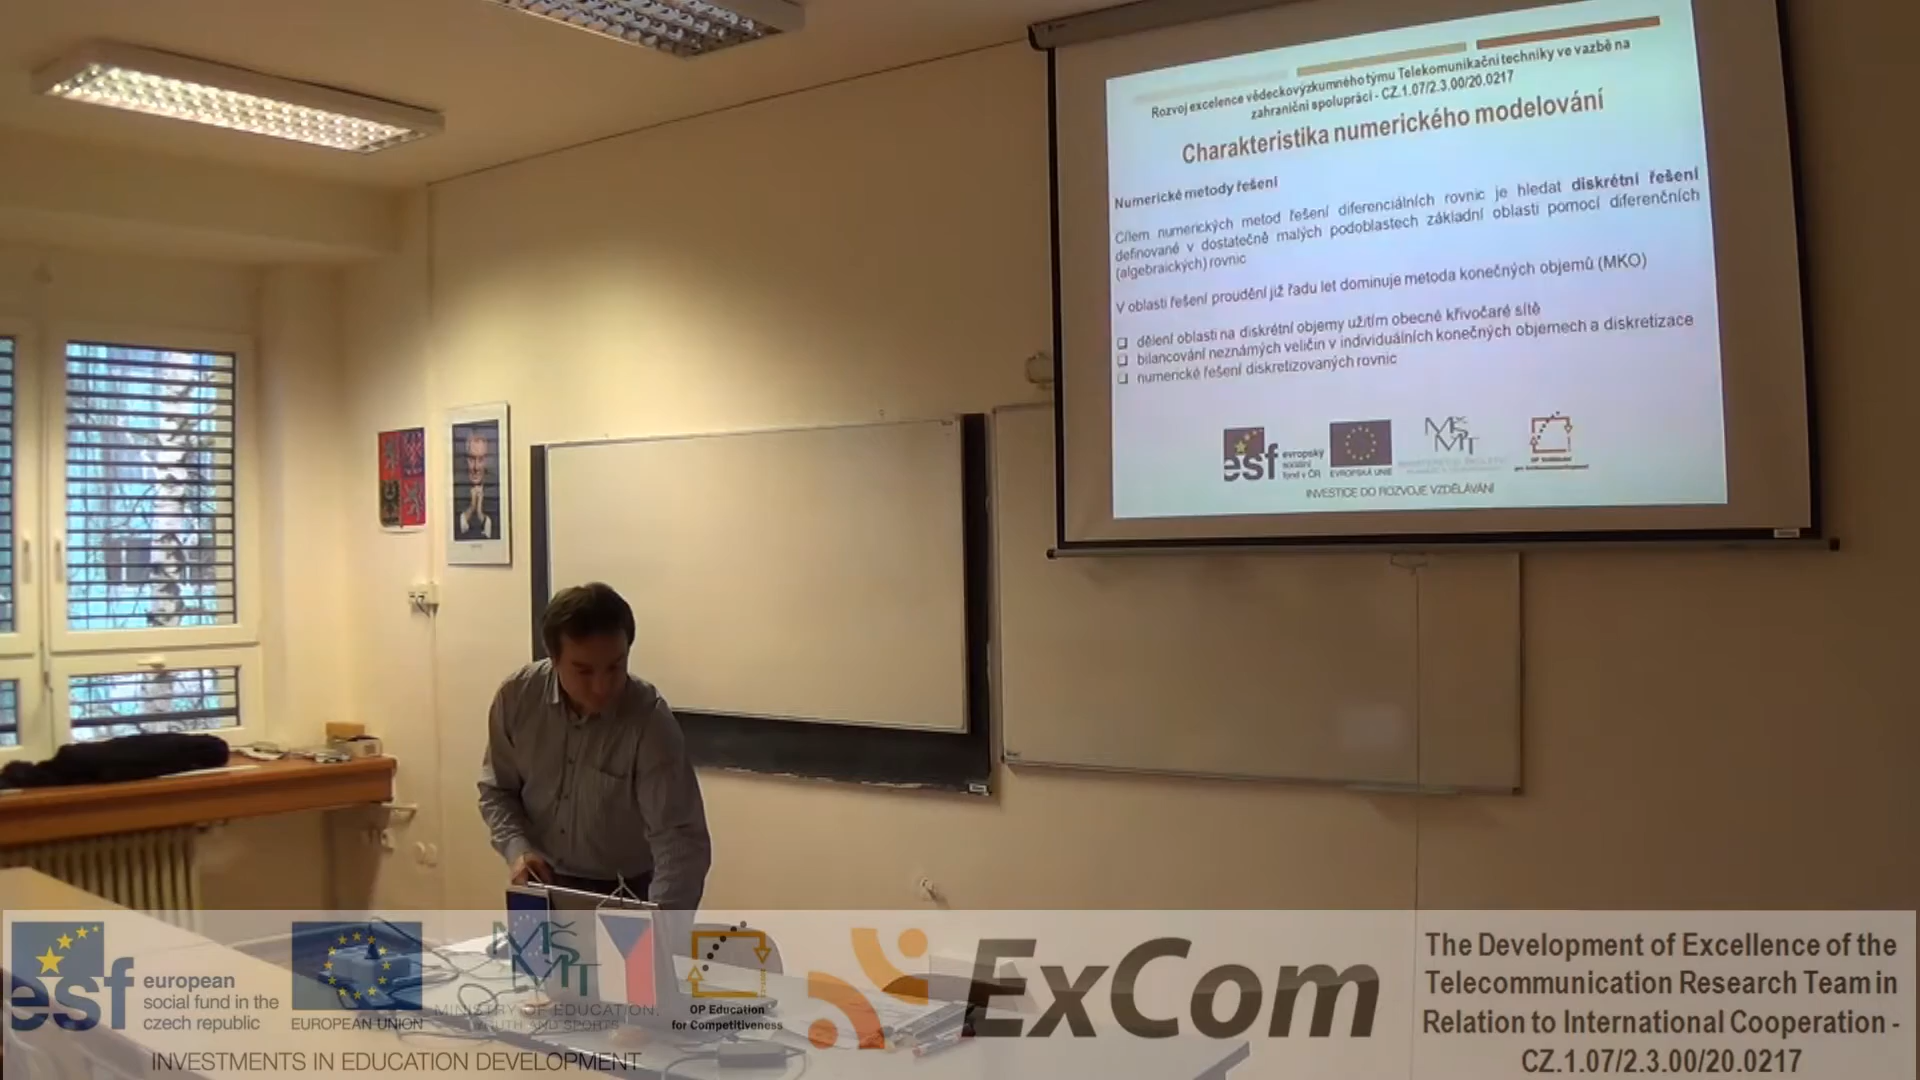 Rozvoj excelence vědeckovýzkumného týmu Telekomunikační techniky ve vazbě na
zahraniční spolupráci - CZ.1.07/2.3.00/20.0217
Charakteristika numerického modelování
Numerické metody řešení
Cílem numerických metod řešení diferenciálních rovnic je hledat diskrétní řešení
definované v dostatečně malých podoblastech základní oblasti pomocí diferenčních
(algebraických) rovnic
V oblasti řešení proudění již řadu let dominuje metoda konečných objemů (MKO)
❑ dělení oblasti na diskrétní objemy užitím obecné křivočaré sítě
❑ bilancování neznámých veličin v individuálních konečných objemech a diskretizace
❑ numerické řešení diskretizovaných rovnic
esf
evropský
sociální
fond v ČR
EVROPSKÁ UNIE
MŠMT
INVESTICE DO ROZVOJE VZDĚLÁVÁNÍ
esf
european
social fund in the
czech republic
EUROPEAN UNION
MŠMT
MINISTRY OF EDUCATION,
YOUTH AND SPORTS
OP Education
for Competitiveness
INVESTMENTS IN EDUCATION DEVELOPMENT
ExCom
The Development of Excellence of the
Telecommunication Research Team in
Relation to International Cooperation -
CZ.1.07/2.3.00/20.0217